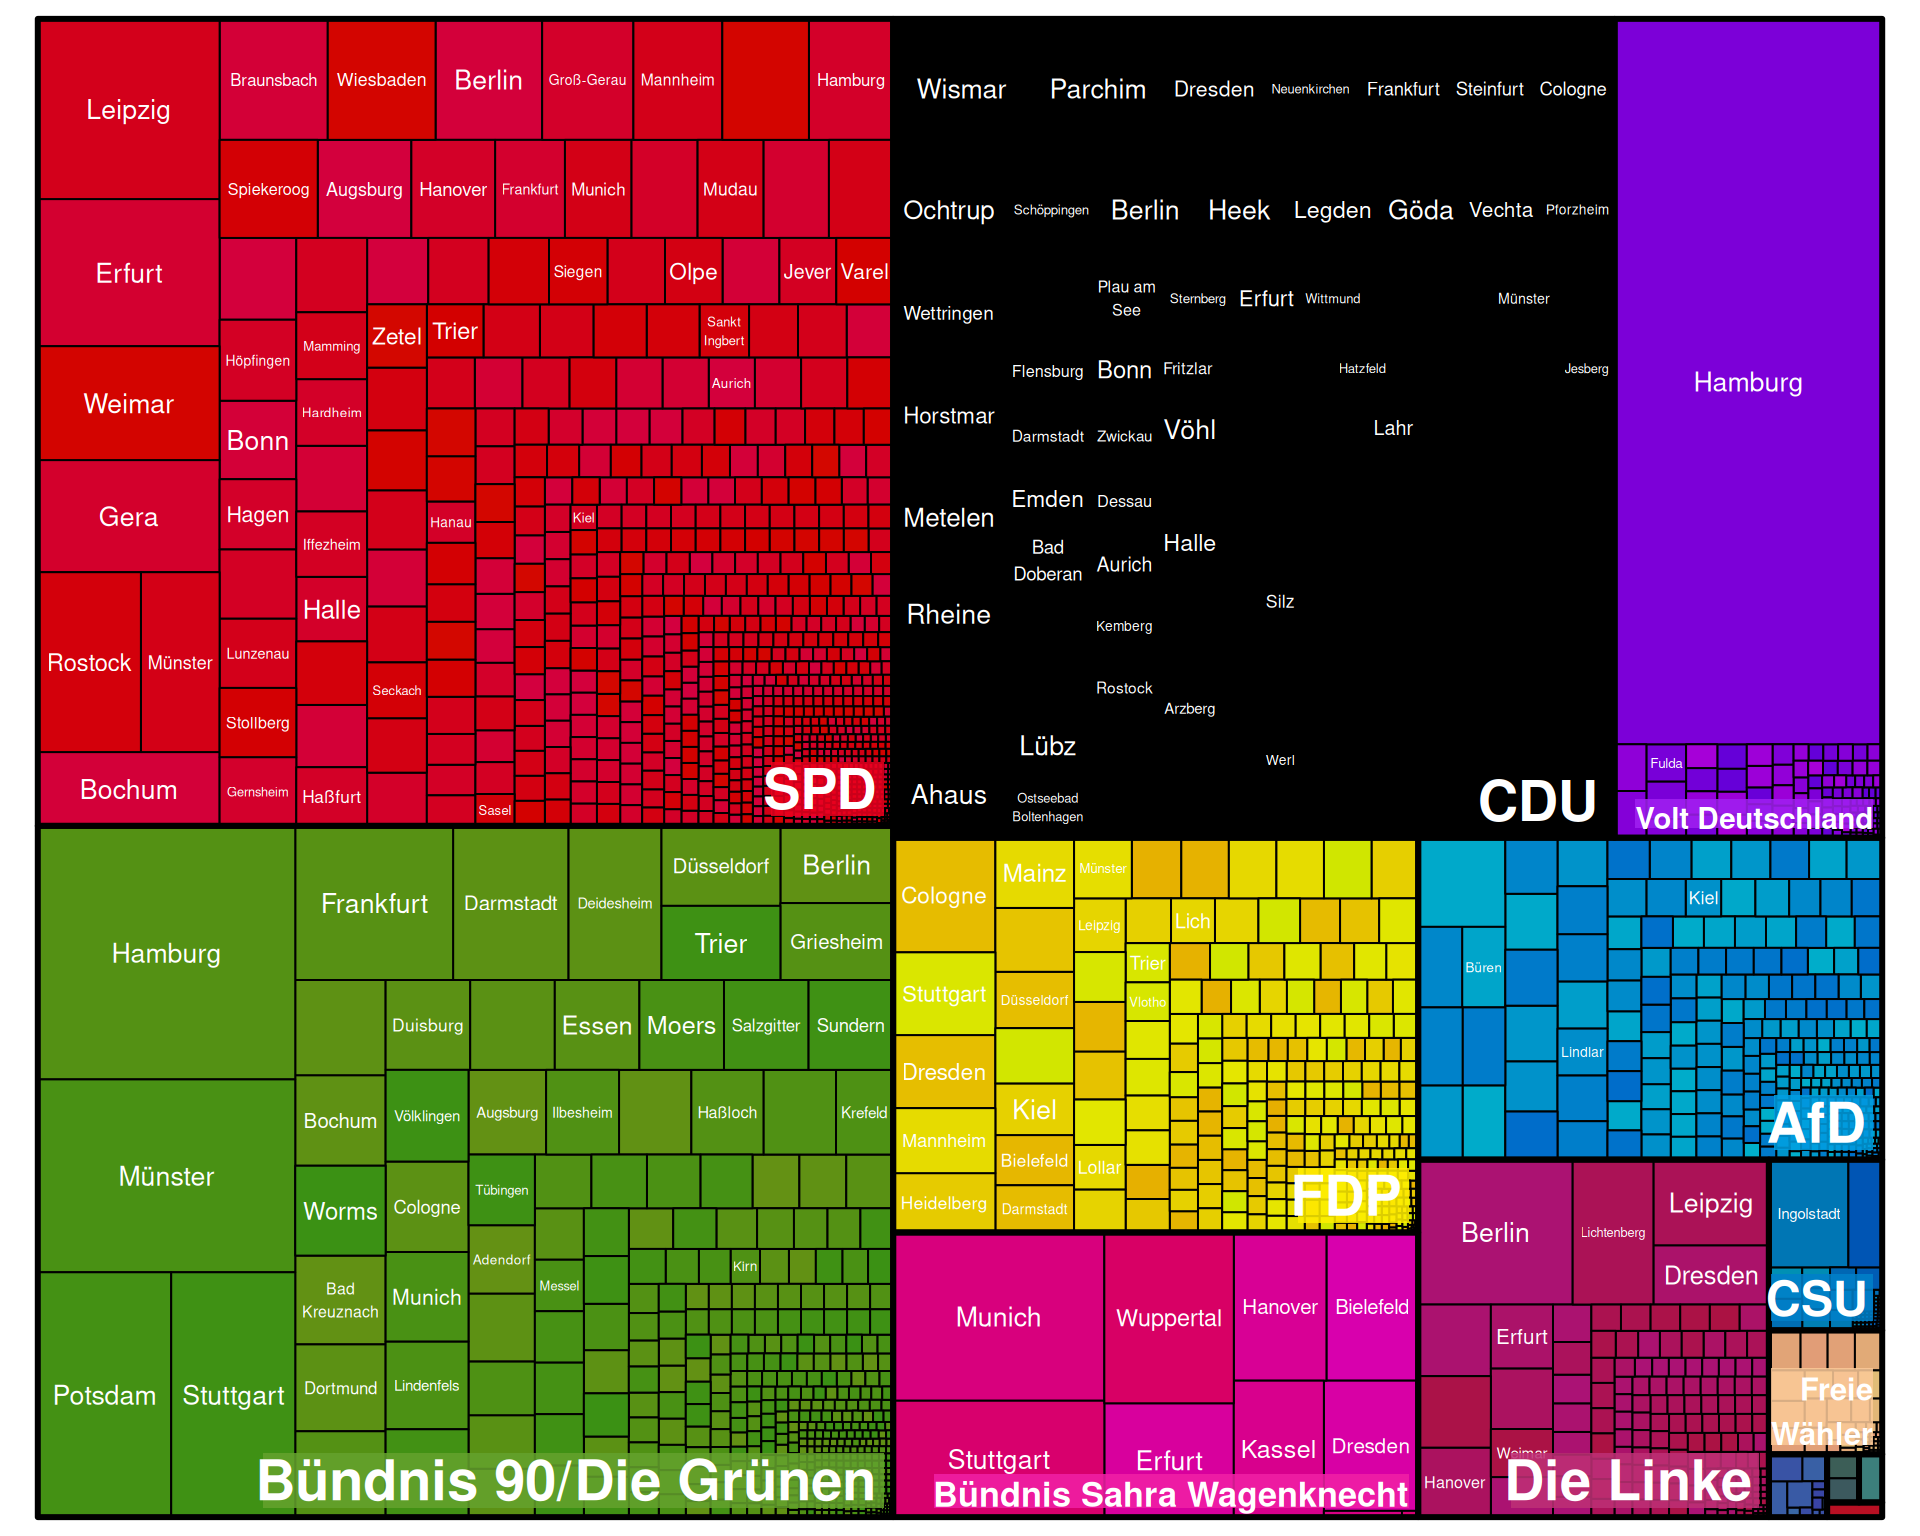 Leipzig
Braunsbach
Wiesbaden
Berlin
Groß-Gerau
Mannheim
Hamburg
Spiekeroog
Augsburg
Hanover
Frankfurt
Munich
Mudau
Erfurt
Siegen
Olpe
Jever
Varel
Höpfingen
Mamming
Zetel
Trier
Sankt
Ingbert
Weimar
Hardheim
Aurich
Bonn
Gera
Hagen
Iffezheim
Hanau
Kiel
Rostock
Münster
Halle
Lunzenau
Seckach
Stollberg
Bochum
Gernsheim
Haßfurt
Sasel
SPD
Wismar
Parchim
Dresden
Neuenkirchen
Frankfurt
Steinfurt
Cologne
Ochtrup
Schöppingen
Berlin
Heek
Legden
Göda
Vechta
Pforzheim
Wettringen
Plau am
See
Sternberg
Erfurt
Wittmund
Münster
Flensburg
Bonn
Fritzlar
Hatzfeld
Jesberg
Horstmar
Darmstadt
Zwickau
Vöhl
Lahr
Metelen
Emden
Dessau
Bad
Doberan
Aurich
Halle
Rheine
Kemberg
Silz
Rostock
Arzberg
Lübz
Werl
Ahaus
Ostseebad
Boltenhagen
CDU
Hamburg
Fulda
Volt Deutschland
Hamburg
Frankfurt
Darmstadt
Deidesheim
Düsseldorf
Berlin
Trier
Griesheim
Duisburg
Essen
Moers
Salzgitter
Sundern
Münster
Bochum
Völklingen
Augsburg
Ilbesheim
Haßloch
Krefeld
Worms
Cologne
Tübingen
Adendorf
Messel
Kirn
Bad
Kreuznach
Munich
Potsdam
Stuttgart
Dortmund
Lindenfels
Bündnis 90/Die Grünen
Cologne
Mainz
Münster
Leipzig
Lich
Stuttgart
Düsseldorf
Trier
Vlotho
Dresden
Kiel
Mannheim
Bielefeld
Lollar
Heidelberg
Darmstadt
FDP
Kiel
Büren
Lindlar
AfD
Munich
Wuppertal
Hanover
Bielefeld
Stuttgart
Erfurt
Kassel
Dresden
Bündnis Sahra Wagenknecht
Berlin
Lichtenberg
Leipzig
Dresden
Erfurt
Weimar
Hanover
Die Linke
Ingolstadt
CSU
Freie
Wähler